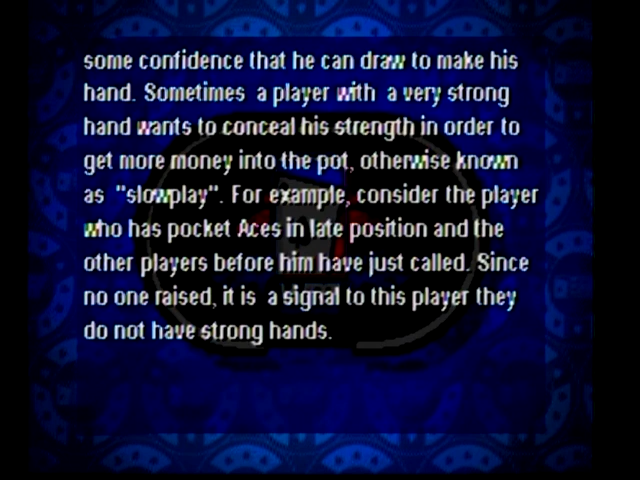 some confidence that he can draw to make his
hand. Sometimes a player with a very strong
hand wants to conceal his strength in order to
get more money into the pot, otherwise known
as "slowplay". For example, consider the player
who has pocket Aces in late position and the
other players before him have just called. Since
no one raised, it is a signal to this player they
do not have strong hands.